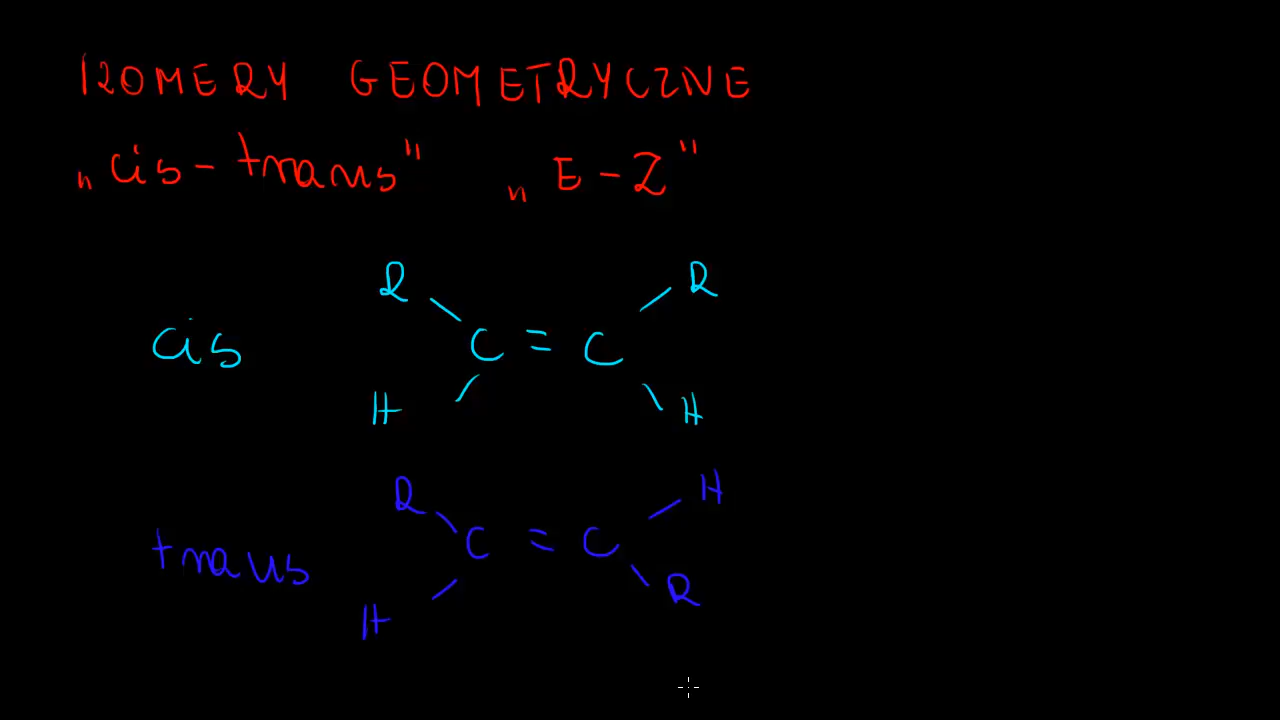 IZOMERY GEOMETRYCZNE
„cis-trans" „E-Z"
R R
cis C = C
H H
R H
trans C = C
H R